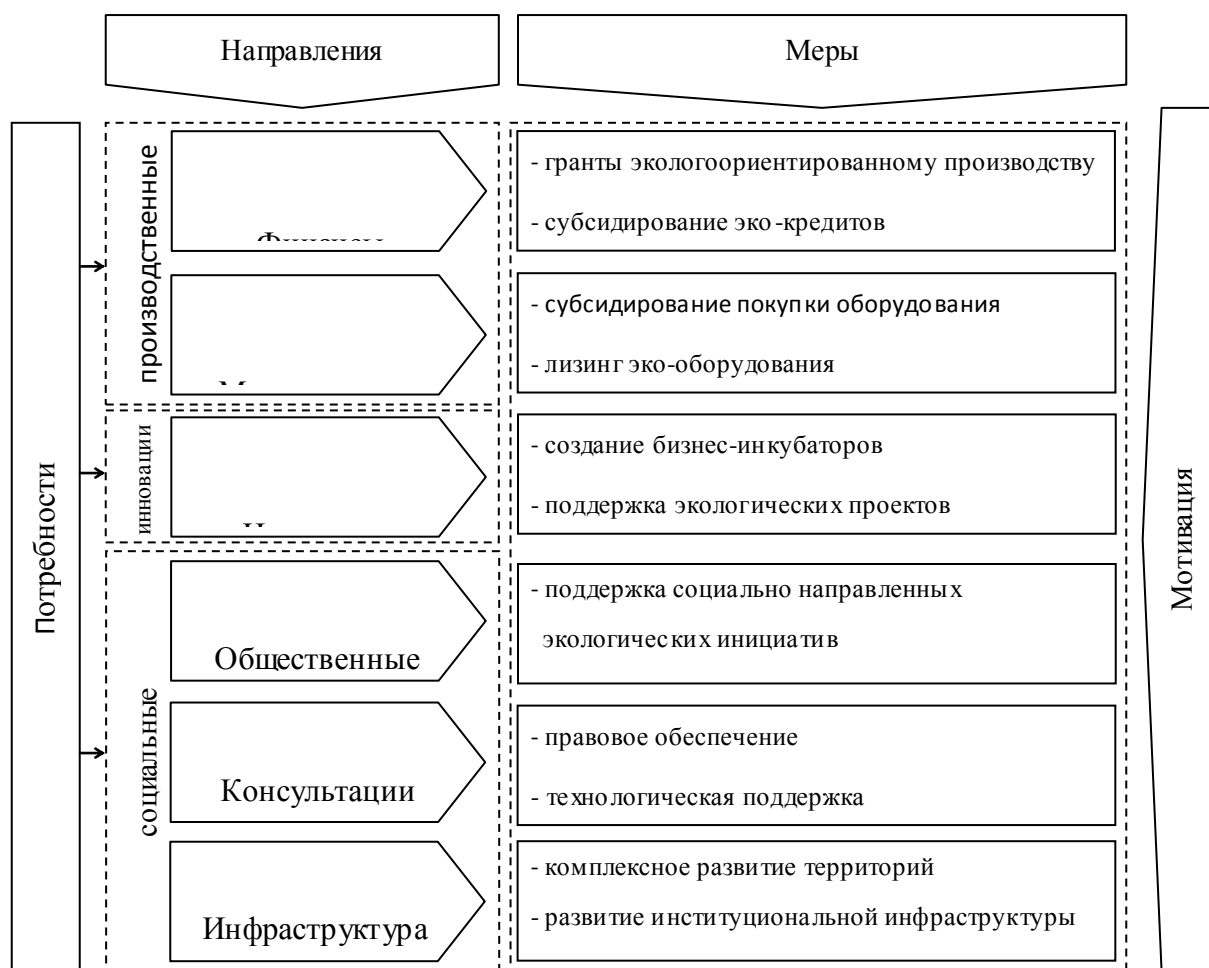 Направления
Меры
Потребности
производственные
- гранты экологоориентированному производству
- субсидирование эко-кредитов
- субсидирование покупки оборудования
- лизинг эко-оборудования
инновации
- создание бизнес-инкубаторов
- поддержка экологических проектов
социальные
Общественные
- поддержка социально направленных
экологических инициатив
Консультации
- правовое обеспечение
- технологическая поддержка
Инфраструктура
- комплексное развитие территорий
- развитие институциональной инфраструктуры
Мотивация